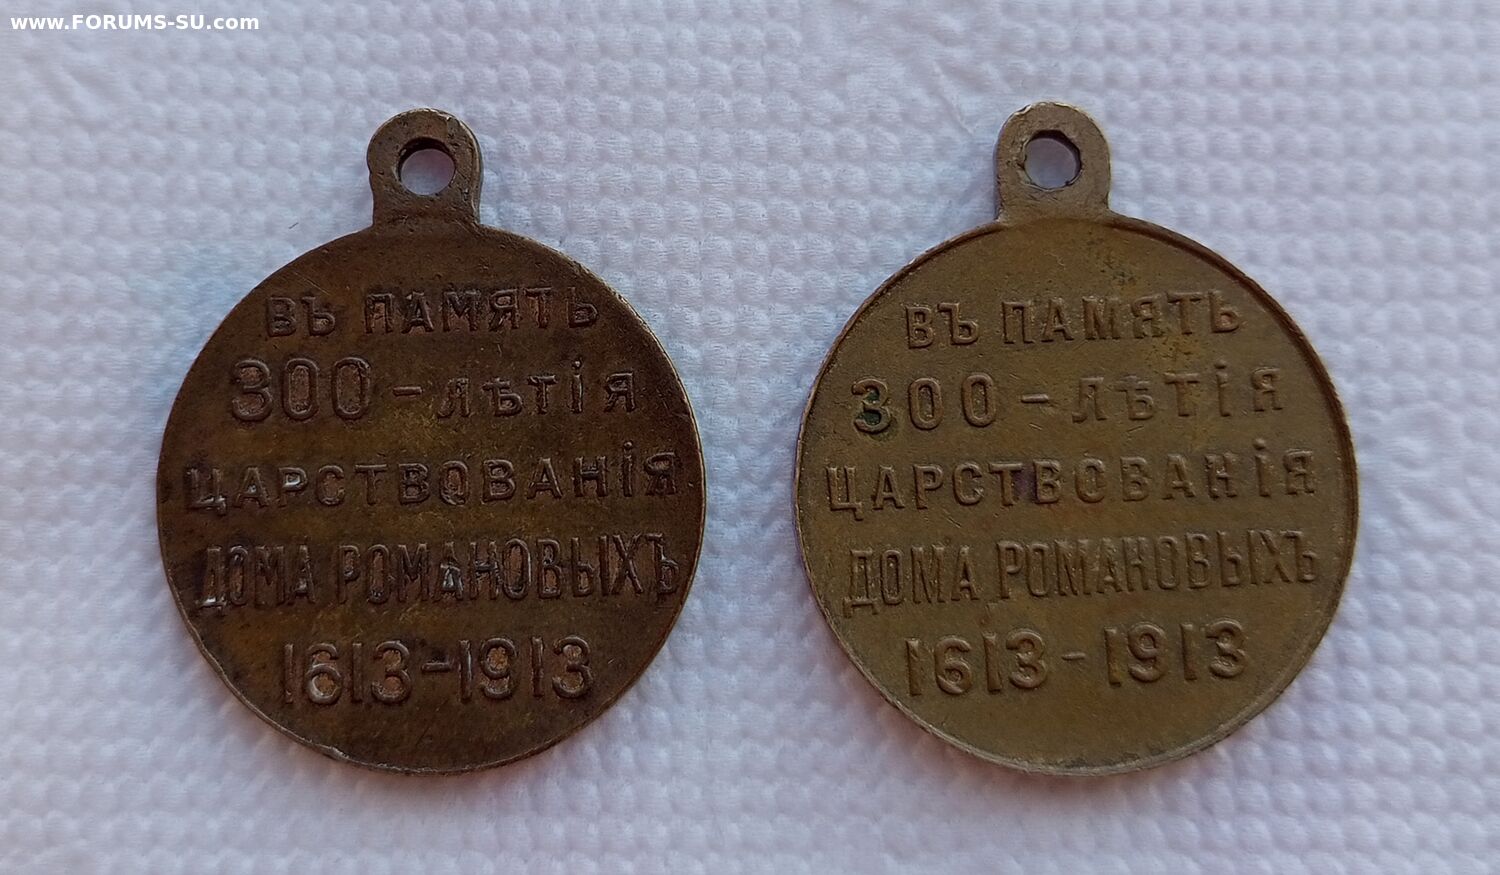 www.FORUMS-SU.com
ВЪ ПАМЯТЬ
300-ЛѢТІЯ
ЦАРСТВОВАНІЯ
ДОМА РОМАНОВЫХЪ
1613-1913
ВЪ ПАМЯТЬ
300-ЛѢТІЯ
ЦАРСТВОВАНІЯ
ДОМА РОМАНОВЫХЪ
1613-1913